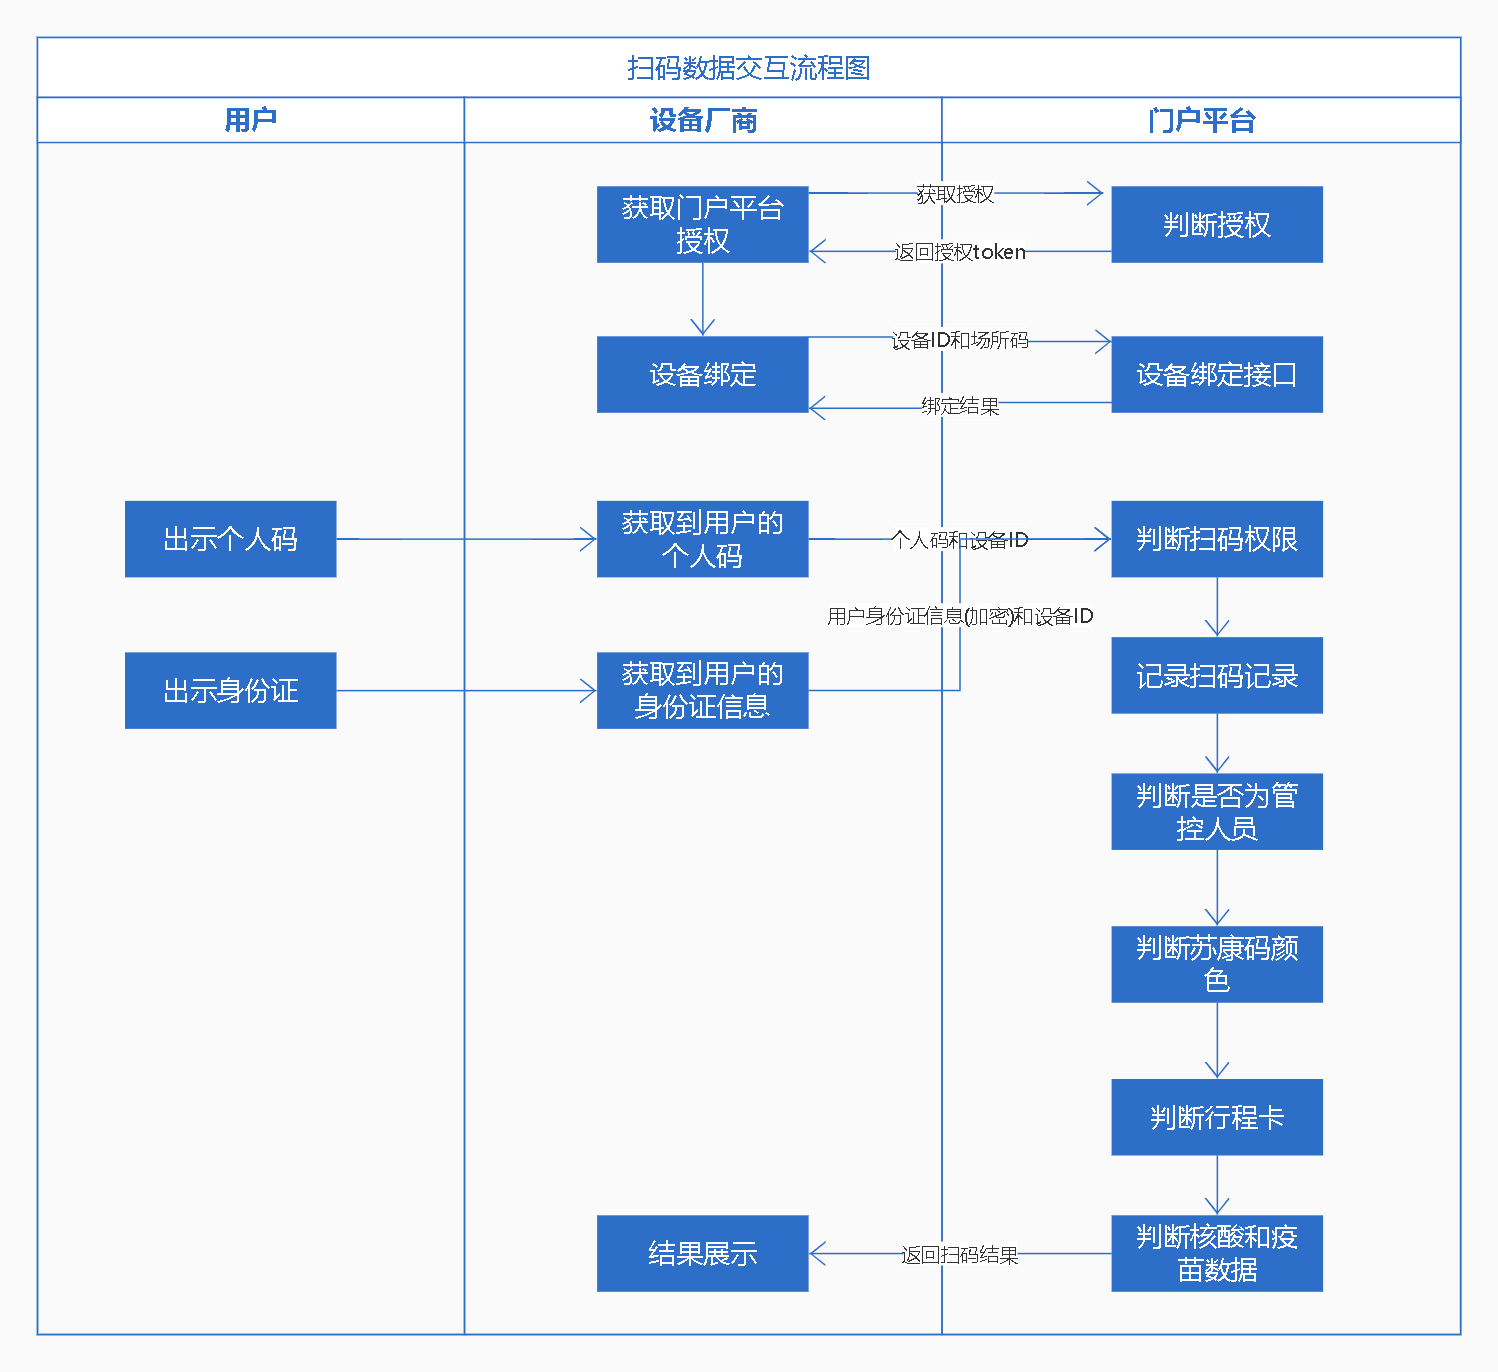 扫码数据交互流程图
用户
设备厂商
门户平台
获取门户平台
授权
获取授权
判断授权
返回授权token
设备绑定
设备ID和场所码
设备绑定接口
绑定结果
出示个人码
获取到用户的
个人码
个人码和设备ID
判断扫码权限
用户身份证信息(加密)和设备ID
出示身份证
获取到用户的
身份证信息
记录扫码记录
判断是否为管
控人员
判断苏康码颜
色
判断行程卡
结果展示
返回扫码结果
判断核酸和疫
苗数据